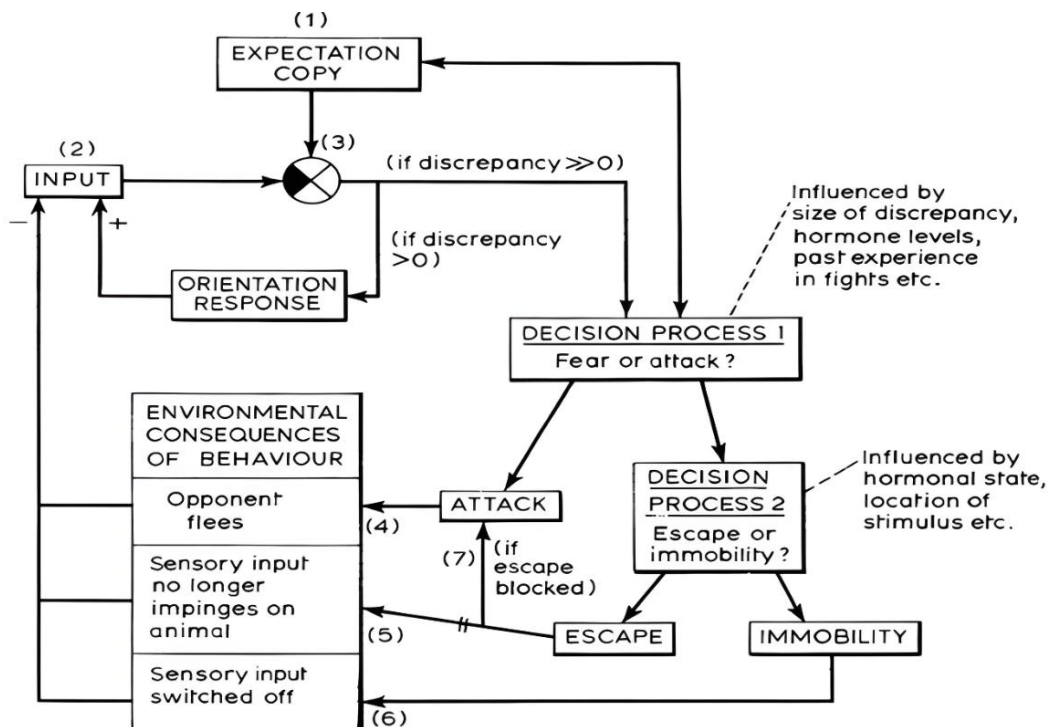 (1)
EXPECTATION
COPY
(3)
(2)
INPUT
(if discrepancy ≫0)
−
+
(if discrepancy
>0)
ORIENTATION
RESPONSE
Influenced by
size of discrepancy,
hormone levels,
past experience
in fights etc.
DECISION PROCESS 1
Fear or attack?
ENVIRONMENTAL
CONSEQUENCES
OF BEHAVIOUR
Opponent
flees
(4)
ATTACK
DECISION
PROCESS 2
Escape or
immobility?
Influenced by
hormonal state,
location of
stimulus etc.
(7)
(if
escape
blocked)
Sensory input
no longer
impinges on
animal
(5)
ESCAPE
IMMOBILITY
Sensory input
switched off
(6)